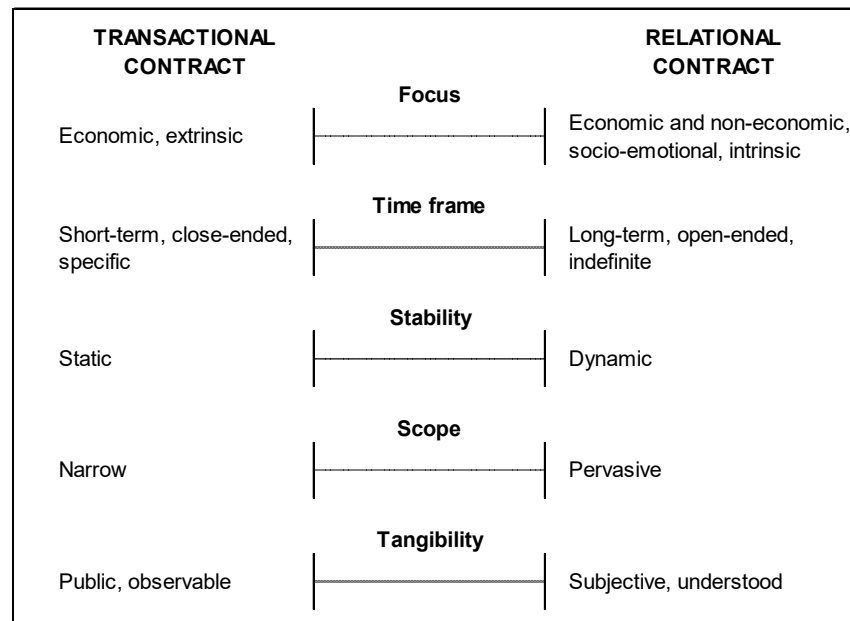 TRANSACTIONAL
CONTRACT
RELATIONAL
CONTRACT
Focus
Economic, extrinsic
Economic and non-economic,
socio-emotional, intrinsic
Time frame
Short-term, close-ended,
specific
Long-term, open-ended,
indefinite
Stability
Static
Dynamic
Scope
Narrow
Pervasive
Tangibility
Public, observable
Subjective, understood